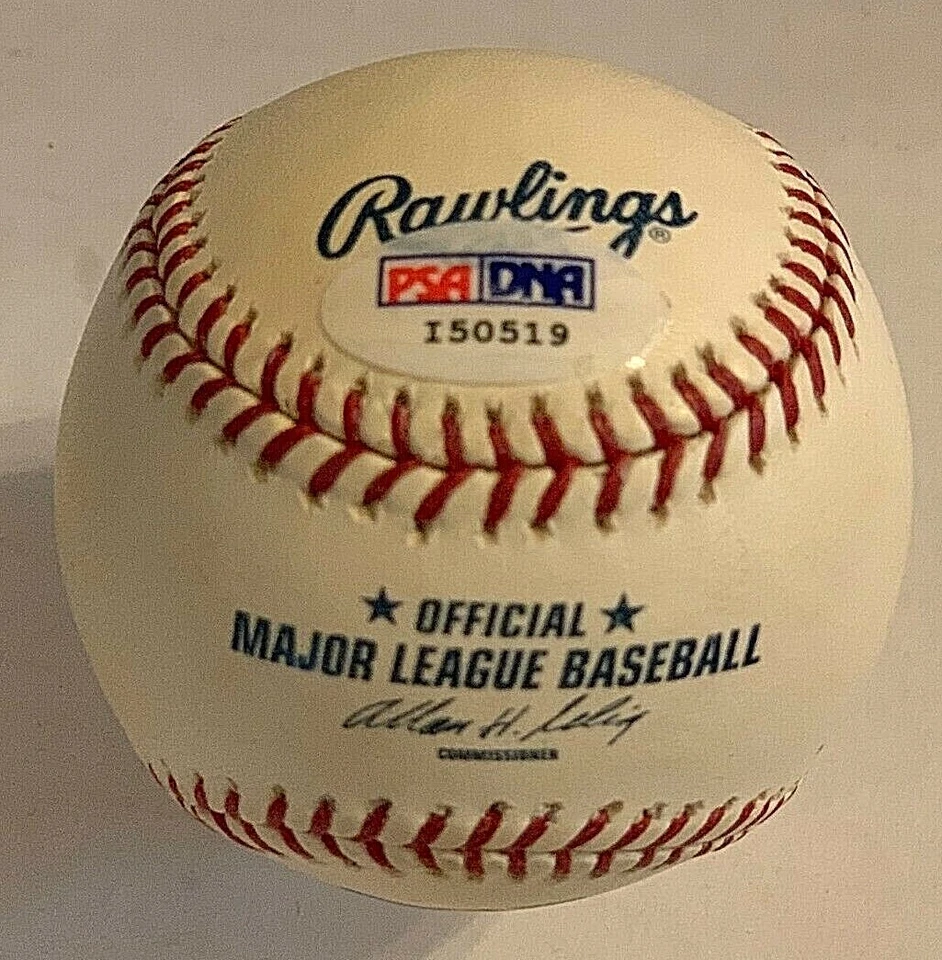 Rawlings®
PSA DNA
I50519
★ OFFICIAL ★
MAJOR LEAGUE BASEBALL
Allan H. Selig
COMMISSIONER